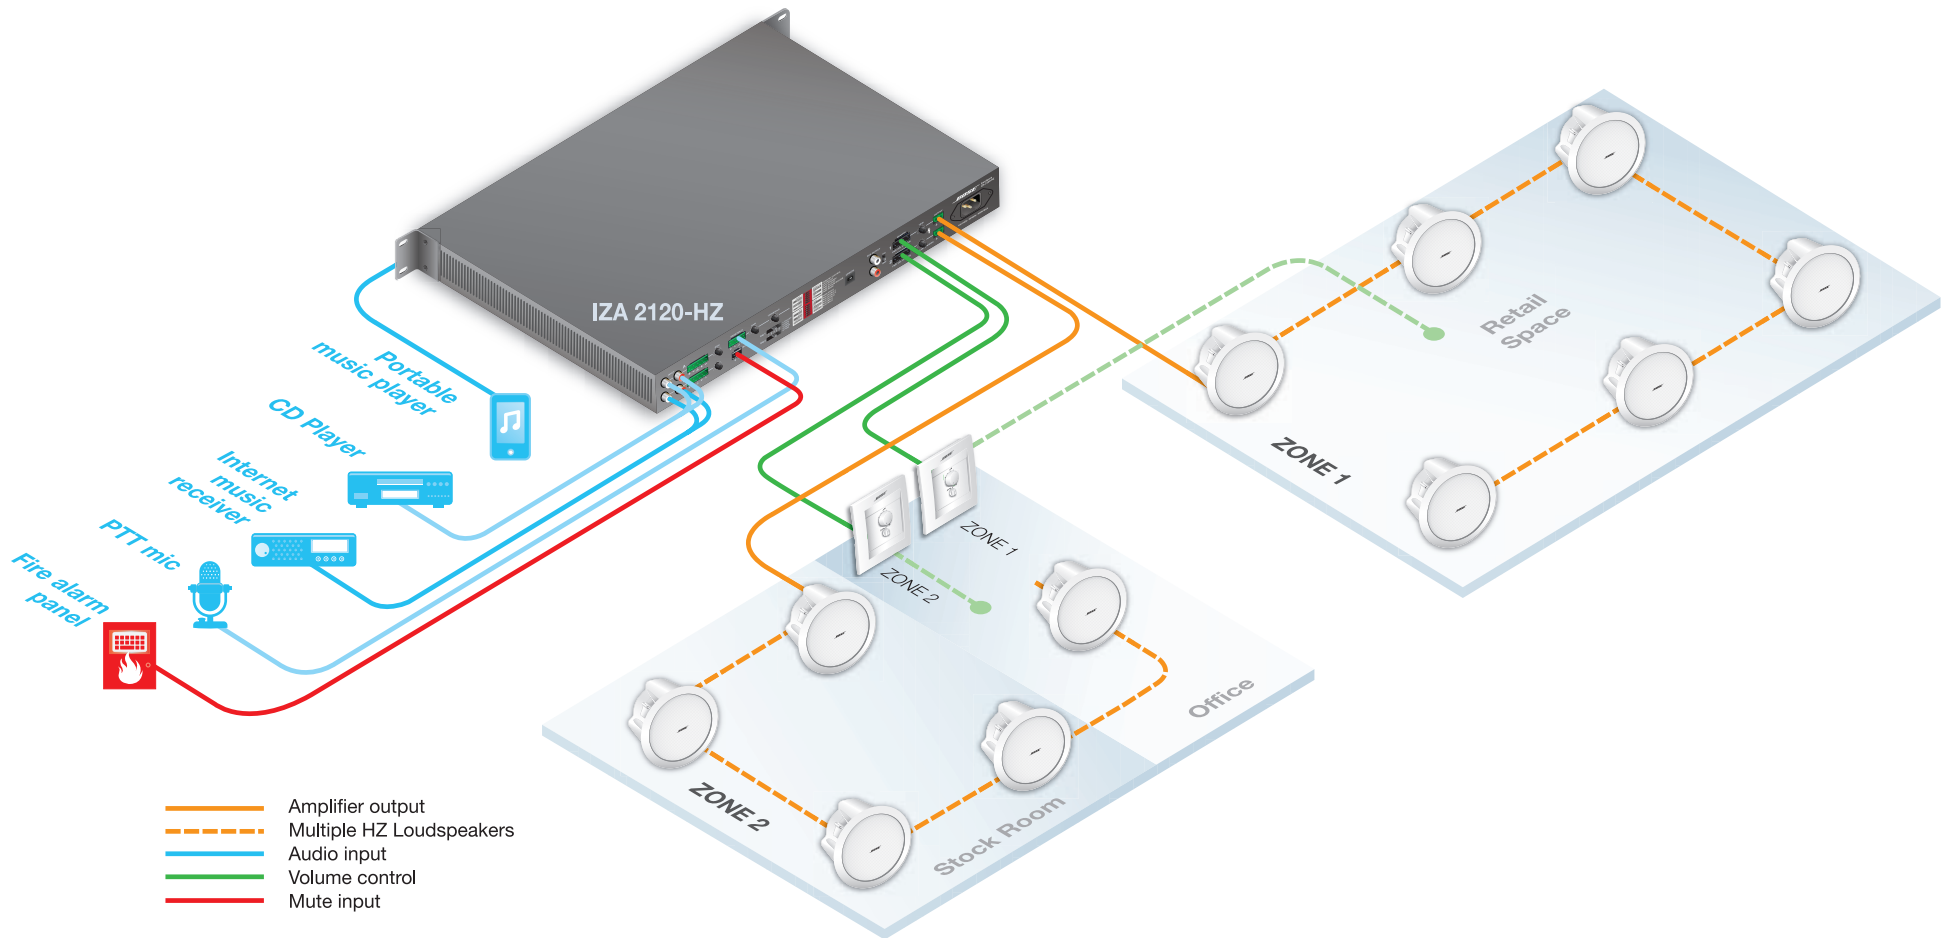 IZA 2120-HZ
Portable
music player
CD Player
Internet
music
receiver
PTT mic
Fire alarm
panel
Retail
Space
ZONE 1
ZONE 1
ZONE 2
Office
ZONE 2
Stock Room
Amplifier output
Multiple HZ Loudspeakers
Audio input
Volume control
Mute input